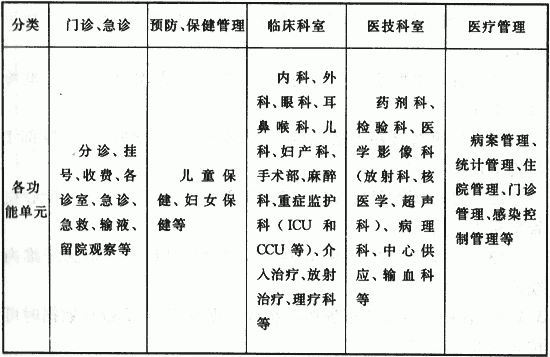 分类
门诊、急诊
预防、保健管理
临床科室
医技科室
医疗管理
各功
能单元
分诊、挂
号、收费、各
诊室、急诊、
急救、输液、
留院观察等
儿童保
健、妇女保
健等
内科、外
科、眼科、耳
鼻喉科、儿
科、妇产科、
手术部、麻醉
科、重症监护
科(ICU和
CCU等)、介
入治疗、放射
治疗、理疗科
等
药剂科、
检验科、医
学影像科
(放射科、核
医学、超声
科)、病理
科、中心供
应、输血科
等
病案管理、
统计管理、住
院管理、门诊
管理、感染控
制管理等